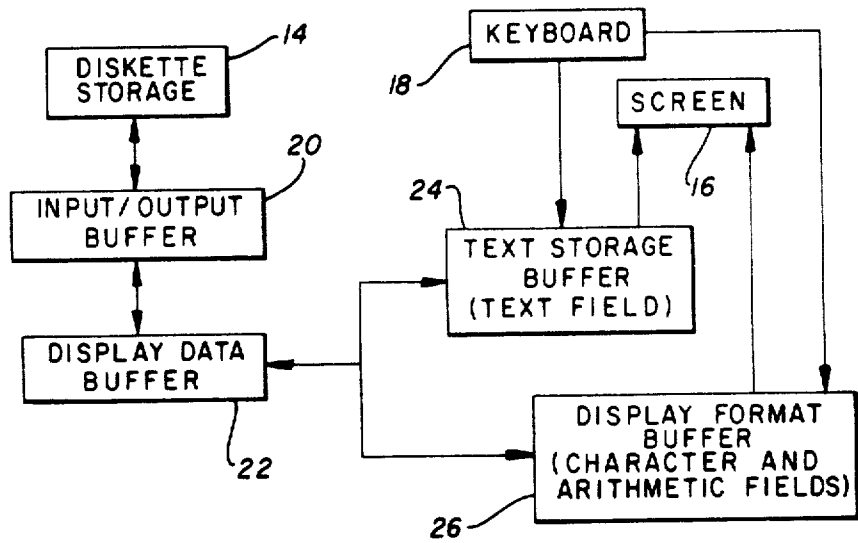 14
DISKETTE
STORAGE
20
INPUT/OUTPUT
BUFFER
DISPLAY DATA
BUFFER
22
KEYBOARD
18
SCREEN
16
24
TEXT STORAGE
BUFFER
(TEXT FIELD)
DISPLAY FORMAT
BUFFER
(CHARACTER AND
ARITHMETIC FIELDS)
26